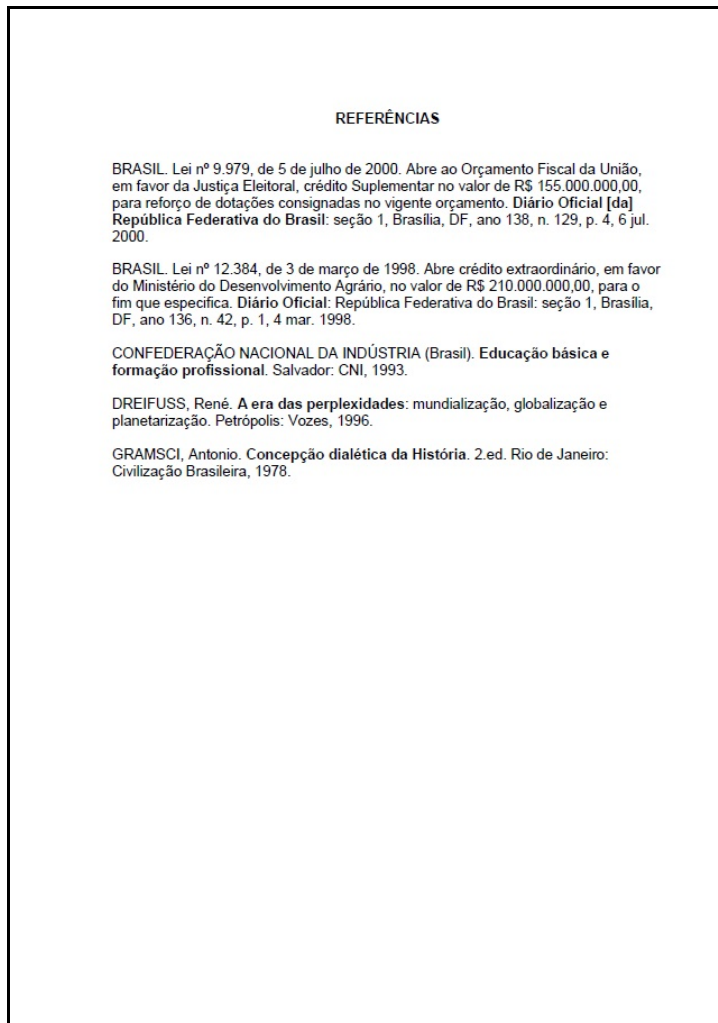 REFERÊNCIAS
BRASIL. Lei nº 9.979, de 5 de julho de 2000. Abre ao Orçamento Fiscal da União,
em favor da Justiça Eleitoral, crédito Suplementar no valor de R$ 155.000.000,00,
para reforço de dotações consignadas no vigente orçamento. Diário Oficial [da]
República Federativa do Brasil: seção 1, Brasília, DF, ano 138, n. 129, p. 4, 6 jul.
2000.
BRASIL. Lei nº 12.384, de 3 de março de 1998. Abre crédito extraordinário, em favor
do Ministério do Desenvolvimento Agrário, no valor de R$ 210.000.000,00, para o
fim que especifica. Diário Oficial: República Federativa do Brasil: seção 1, Brasília,
DF, ano 136, n. 42, p. 1, 4 mar. 1998.
CONFEDERAÇÃO NACIONAL DA INDÚSTRIA (Brasil). Educação básica e
formação profissional. Salvador: CNI, 1993.
DREIFUSS, René. A era das perplexidades: mundialização, globalização e
planetarização. Petrópolis: Vozes, 1996.
GRAMSCI, Antonio. Concepção dialética da História. 2.ed. Rio de Janeiro:
Civilização Brasileira, 1978.